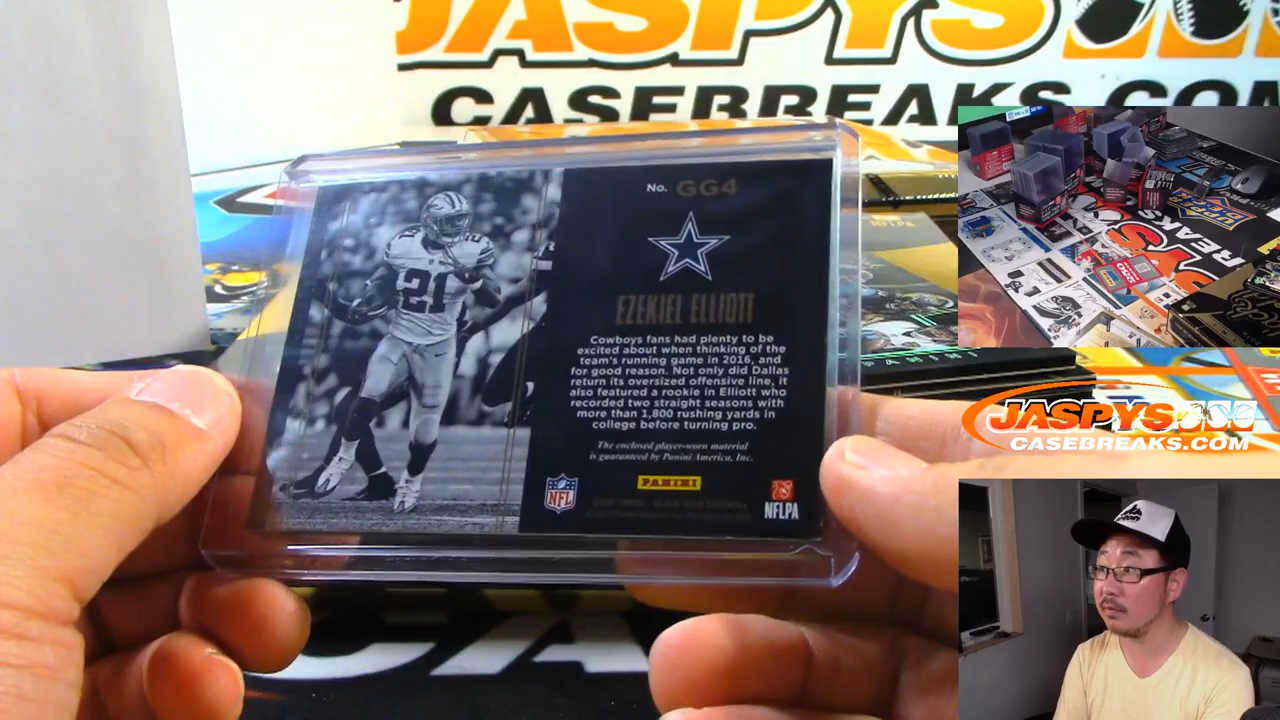 JASPYS
CASEBREAKS.COM
No. GG4
21
EZEKIEL ELLIOTT
Cowboys fans had plenty to be
excited about when thinking of the
team's running game in 2016, and
for good reason. Not only did Dallas
return its oversized offensive line, it
also featured a rookie in Elliott who
recorded two straight seasons with
more than 1,800 rushing yards in
college before turning pro.
The enclosed player-worn material
is guaranteed by Panini America, Inc.
NFL
PANINI
NFLPA
NFLPA
JASPYS
CASEBREAKS.COM